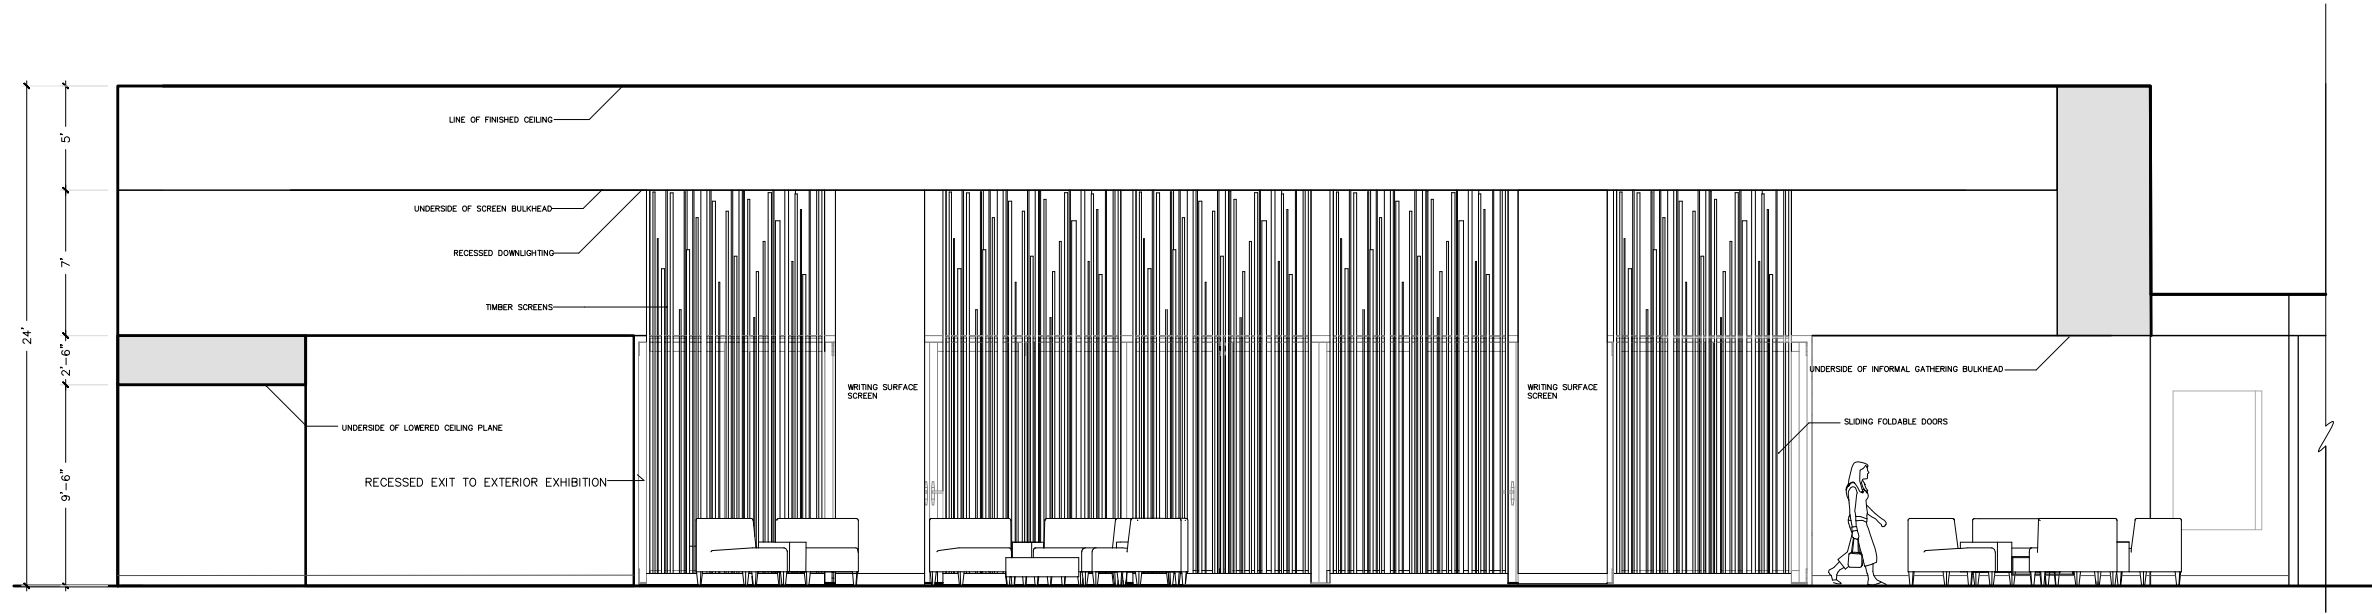 LINE OF FINISHED CEILING
5'
UNDERSIDE OF SCREEN BULKHEAD
RECESSED DOWNLIGHTING
7'
TIMBER SCREENS
24'
2'-6"
UNDERSIDE OF INFORMAL GATHERING BULKHEAD
WRITING SURFACE
SCREEN
WRITING SURFACE
SCREEN
SLIDING FOLDABLE DOORS
UNDERSIDE OF LOWERED CEILING PLANE
RECESSED EXIT TO EXTERIOR EXHIBITION
9'-6"